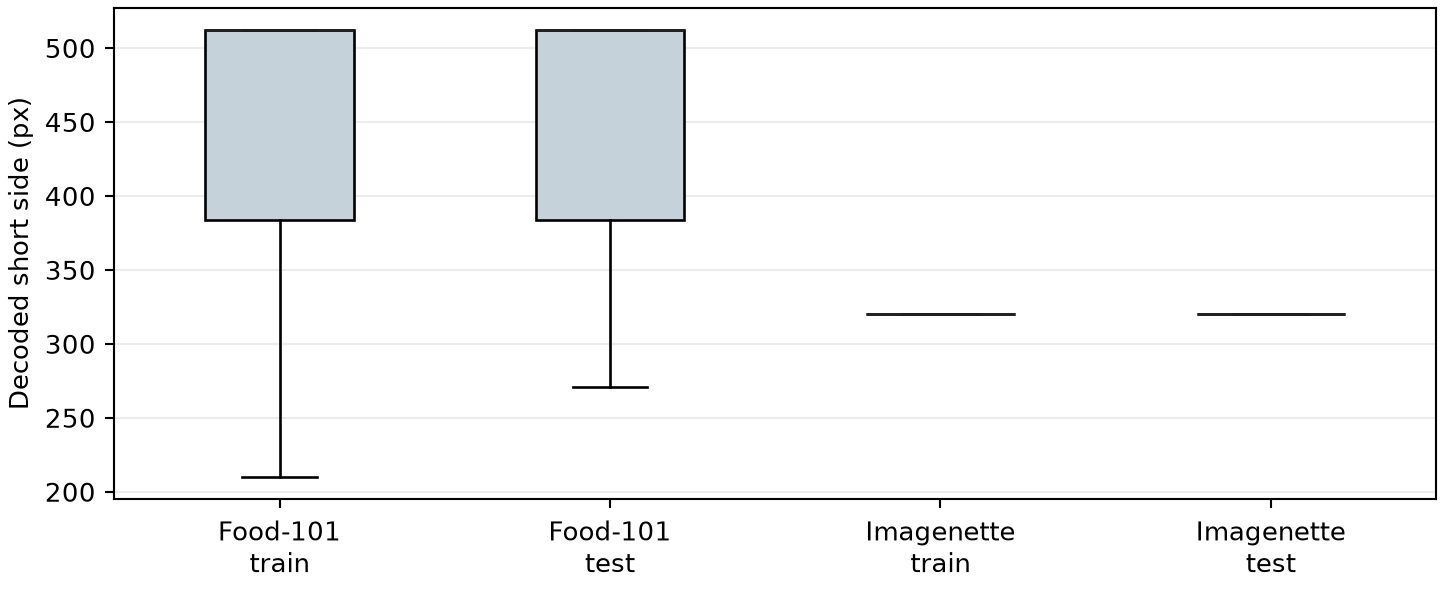 Decoded short side (px)
500
450
400
350
300
250
200
Food-101
train
Food-101
test
Imagenette
train
Imagenette
test